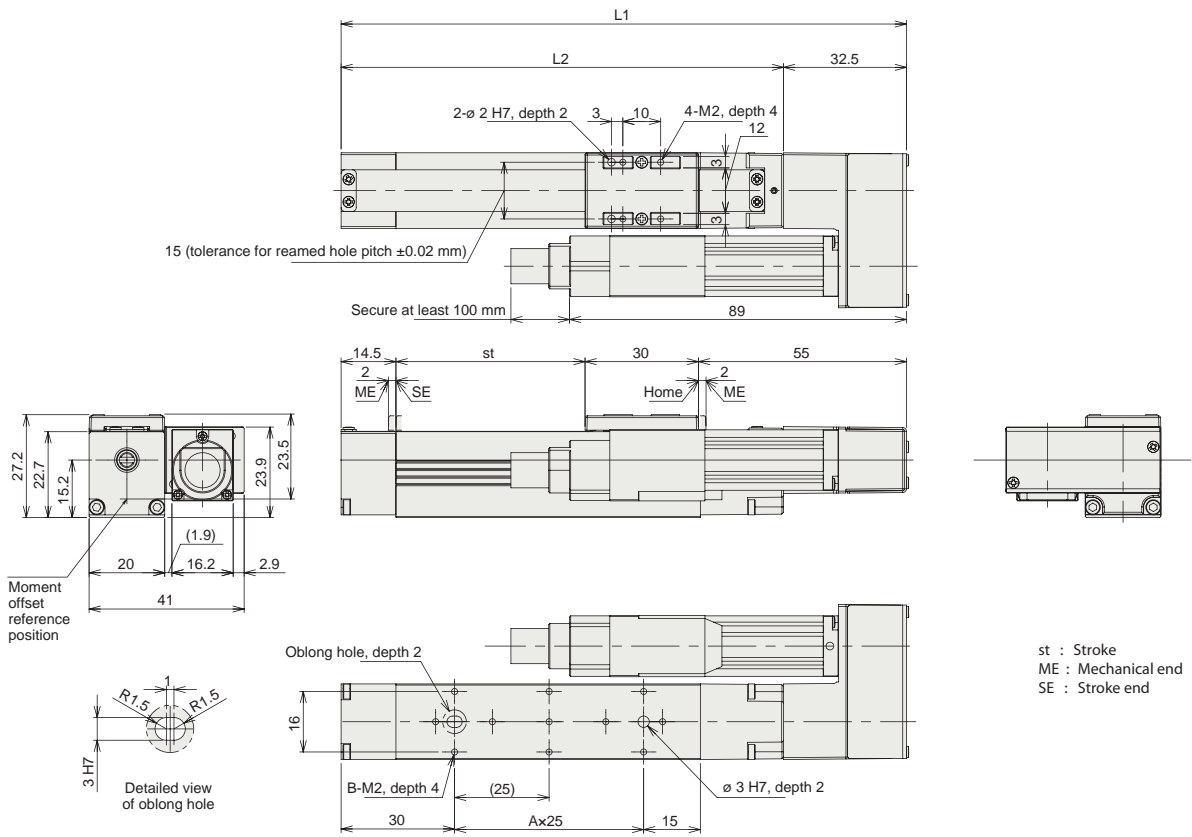 L1
L2
32.5
2-ø 2 H7, depth 2
3
10
4-M2, depth 4
12
3
3
15 (tolerance for reamed hole pitch ±0.02 mm)
Secure at least 100 mm
89
14.5
st
30
55
2
ME
SE
Home
2
ME
27.2
22.7
15.2
23.5
23.9
(1.9)
20
16.2
2.9
41
Moment
offset
reference
position
Oblong hole, depth 2
st : Stroke
ME : Mechanical end
SE : Stroke end
1
R1.5
R1.5
3 H7
Detailed view
of oblong hole
16
B-M2, depth 4
(25)
ø 3 H7, depth 2
30
A×25
15